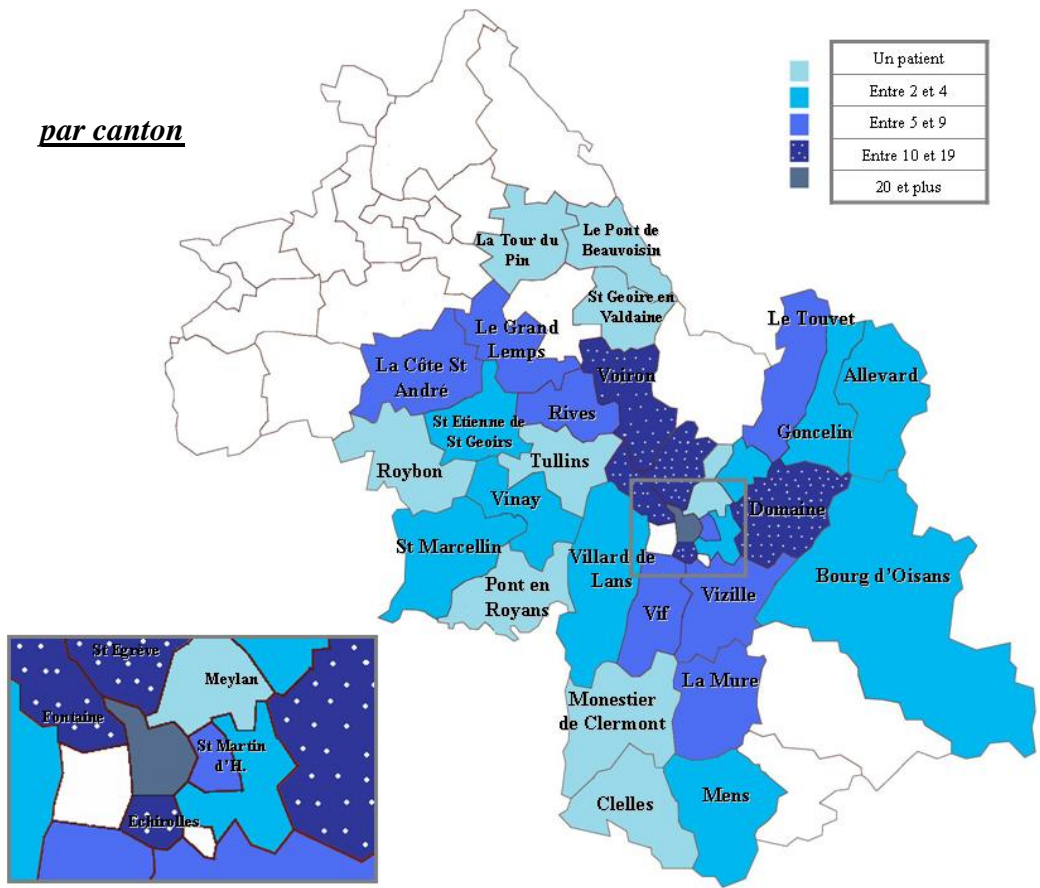 par canton
Un patient
Entre 2 et 4
Entre 5 et 9
Entre 10 et 19
20 et plus
La Tour du
Pin
Le Pont de
Beauvoisin
St Geoire en
Valdaine
Le Touvet
Le Grand
Lemps
La Côte St
André
Voiron
Allevard
Rives
St Etienne de
St Geoirs
Goncelin
Tullins
Roybon
Vinay
Domaine
St Marcellin
Villard de
Lans
Bourg d'Oisans
Pont en
Royans
Vizille
Vif
La Mure
Monestier
de Clermont
Clelles
Mens
St Egrève
Meylan
Fontaine
St Martin
d'H.
Echirolles